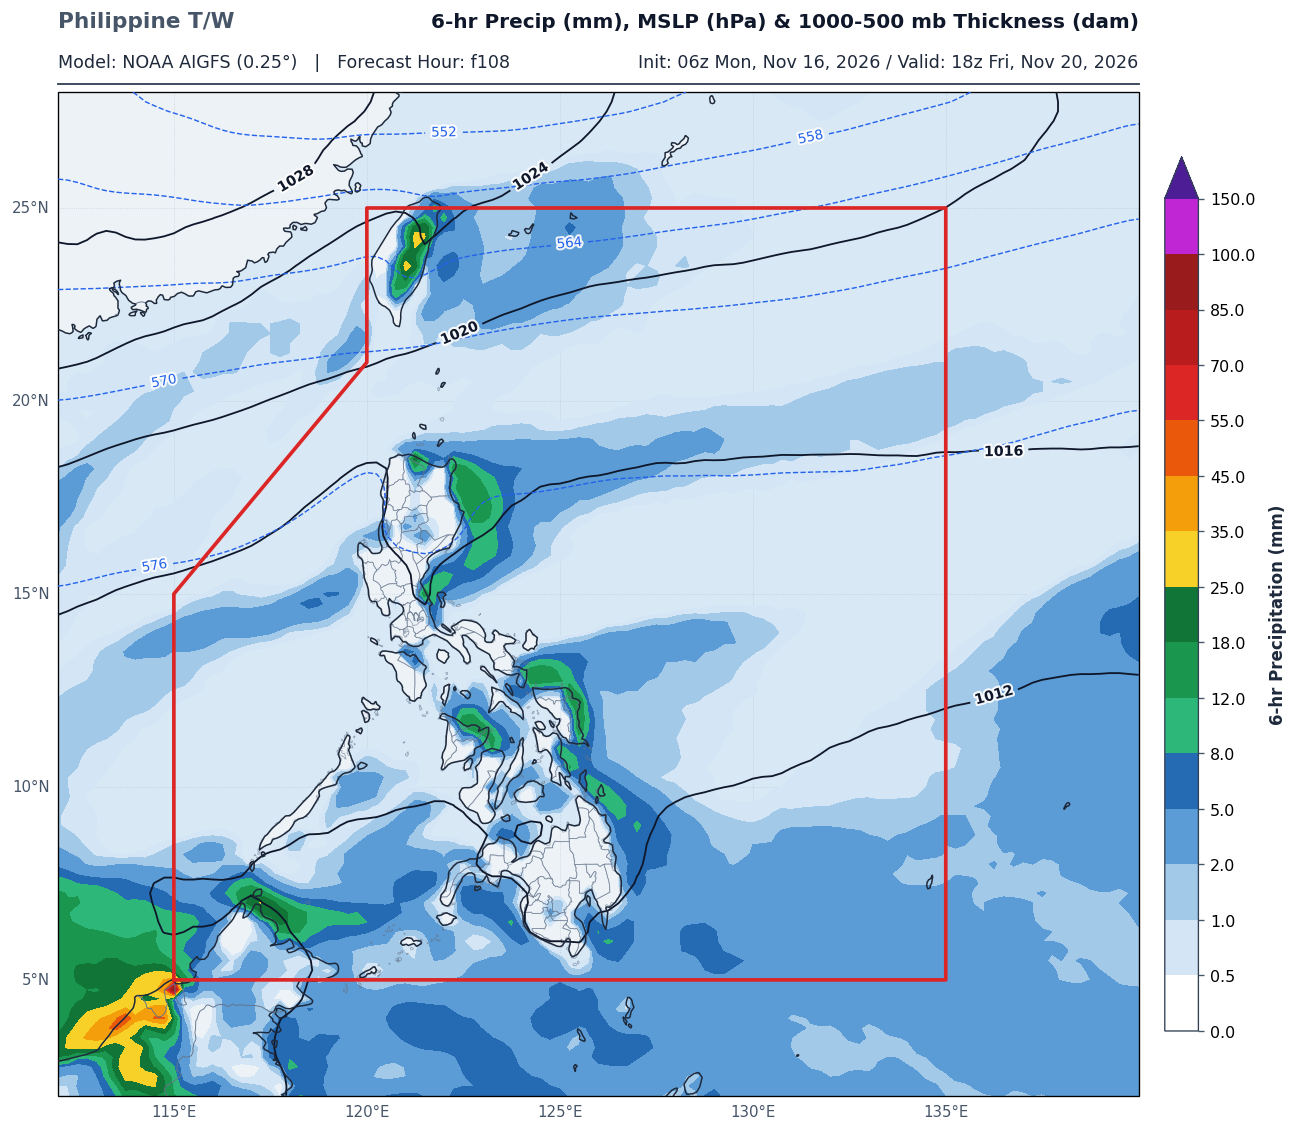 Philippine T/W
6-hr Precip (mm), MSLP (hPa) & 1000-500 mb Thickness (dam)
Model: NOAA AIGFS (0.25°) | Forecast Hour: f108
Init: 06z Mon, Nov 16, 2026 / Valid: 18z Fri, Nov 20, 2026
552
558
1028
1024
564
1020
570
1016
576
1012
25°N
20°N
15°N
10°N
5°N
115°E
120°E
125°E
130°E
135°E
150.0
100.0
85.0
70.0
55.0
45.0
35.0
25.0
18.0
12.0
8.0
5.0
2.0
1.0
0.5
0.0
6-hr Precipitation (mm)